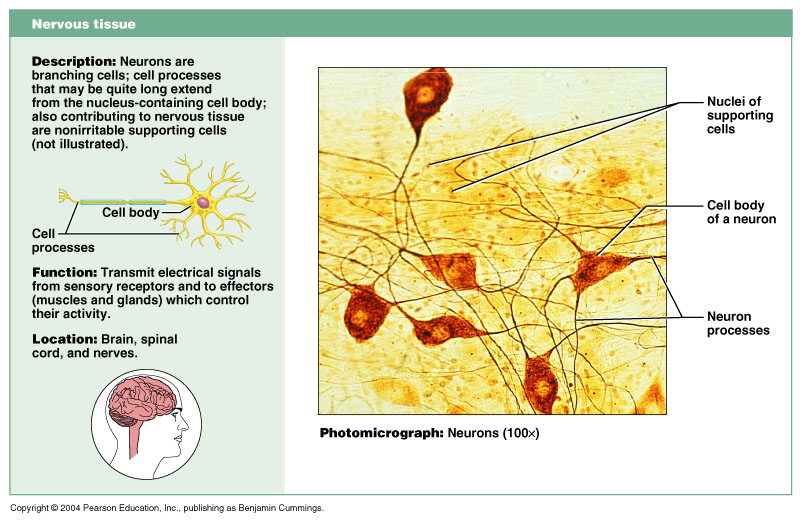 Nervous tissue
Description: Neurons are
branching cells; cell processes
that may be quite long extend
from the nucleus-containing cell body;
also contributing to nervous tissue
are nonirritable supporting cells
(not illustrated).
Cell body
Cell
processes
Function: Transmit electrical signals
from sensory receptors and to effectors
(muscles and glands) which control
their activity.
Location: Brain, spinal
cord, and nerves.
Nuclei of
supporting
cells
Cell body
of a neuron
Neuron
processes
Photomicrograph: Neurons (100×)
Copyright © 2004 Pearson Education, Inc., publishing as Benjamin Cummings.